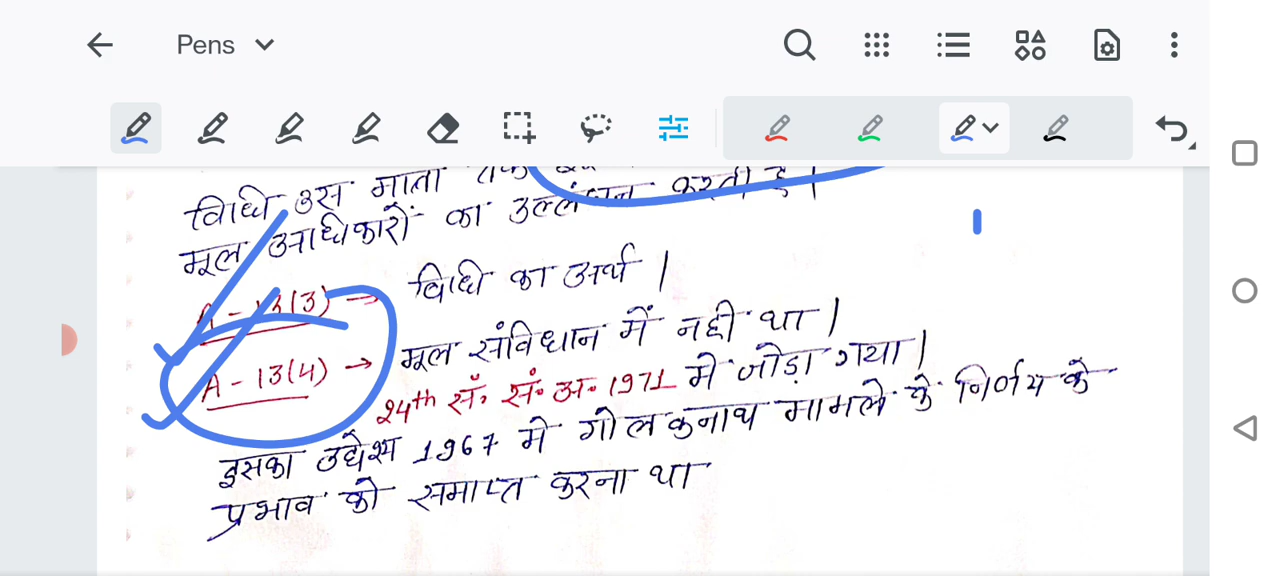 Pens
विधि उस माता तक
मूल अधिकारों का उल्लंघन करती है।
A-13(3) → विधि का अर्थ |
A-13(4) → मूल संविधान में नही था |
24th सं. सं. अ. 1971 मे जोड़ा गया |
इसका उद्देश्य 1967 मे गोलकुनाथ मामले के निर्णय के
प्रभाव को समाप्त करना था